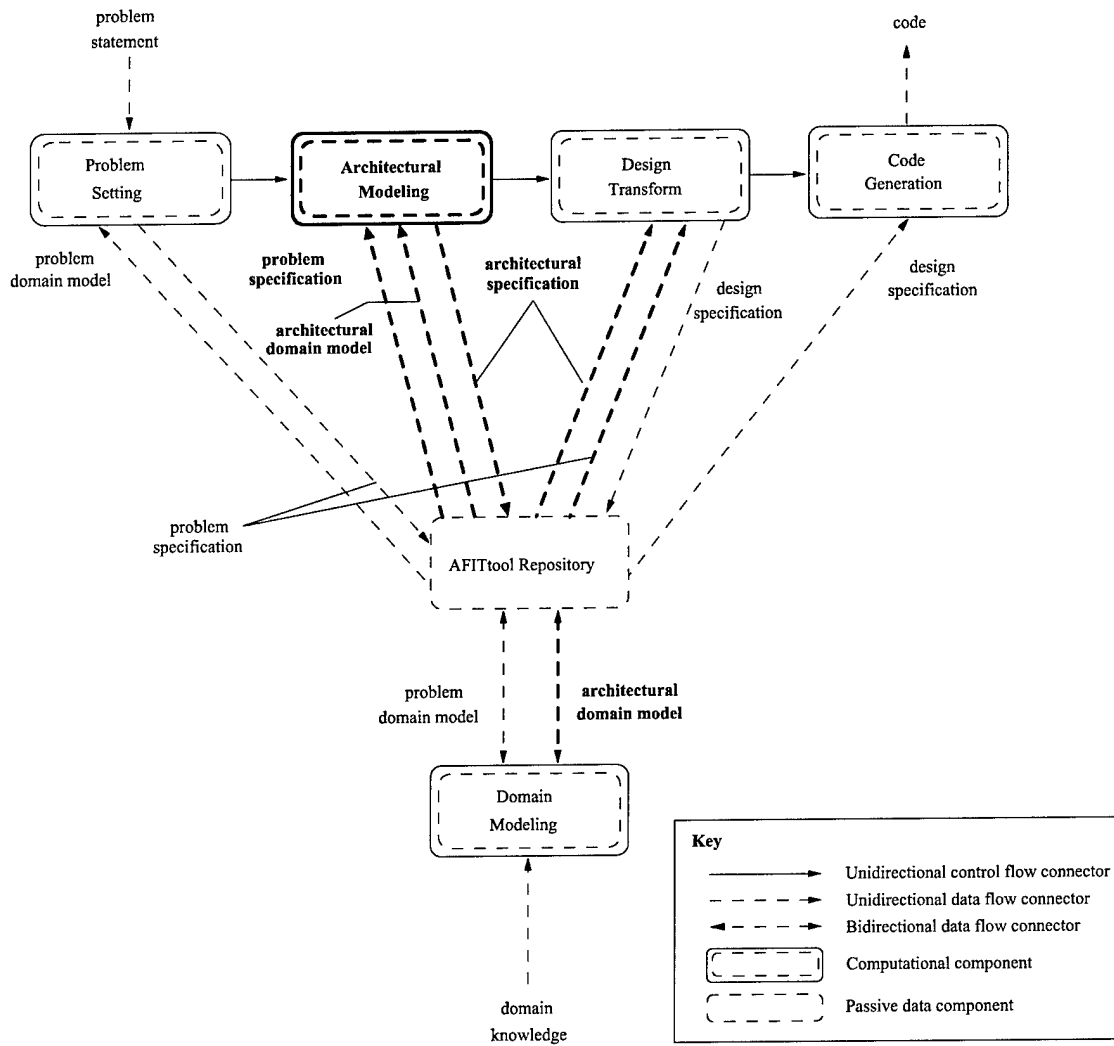 problem
statement
code
Problem
Setting
Architectural
Modeling
Design
Transform
Code
Generation
problem
domain model
problem
specification
architectural
domain model
architectural
specification
design
specification
design
specification
problem
specification
AFITtool Repository
problem
domain model
architectural
domain model
Domain
Modeling
domain
knowledge
Key
Unidirectional control flow connector
Unidirectional data flow connector
Bidirectional data flow connector
Computational component
Passive data component